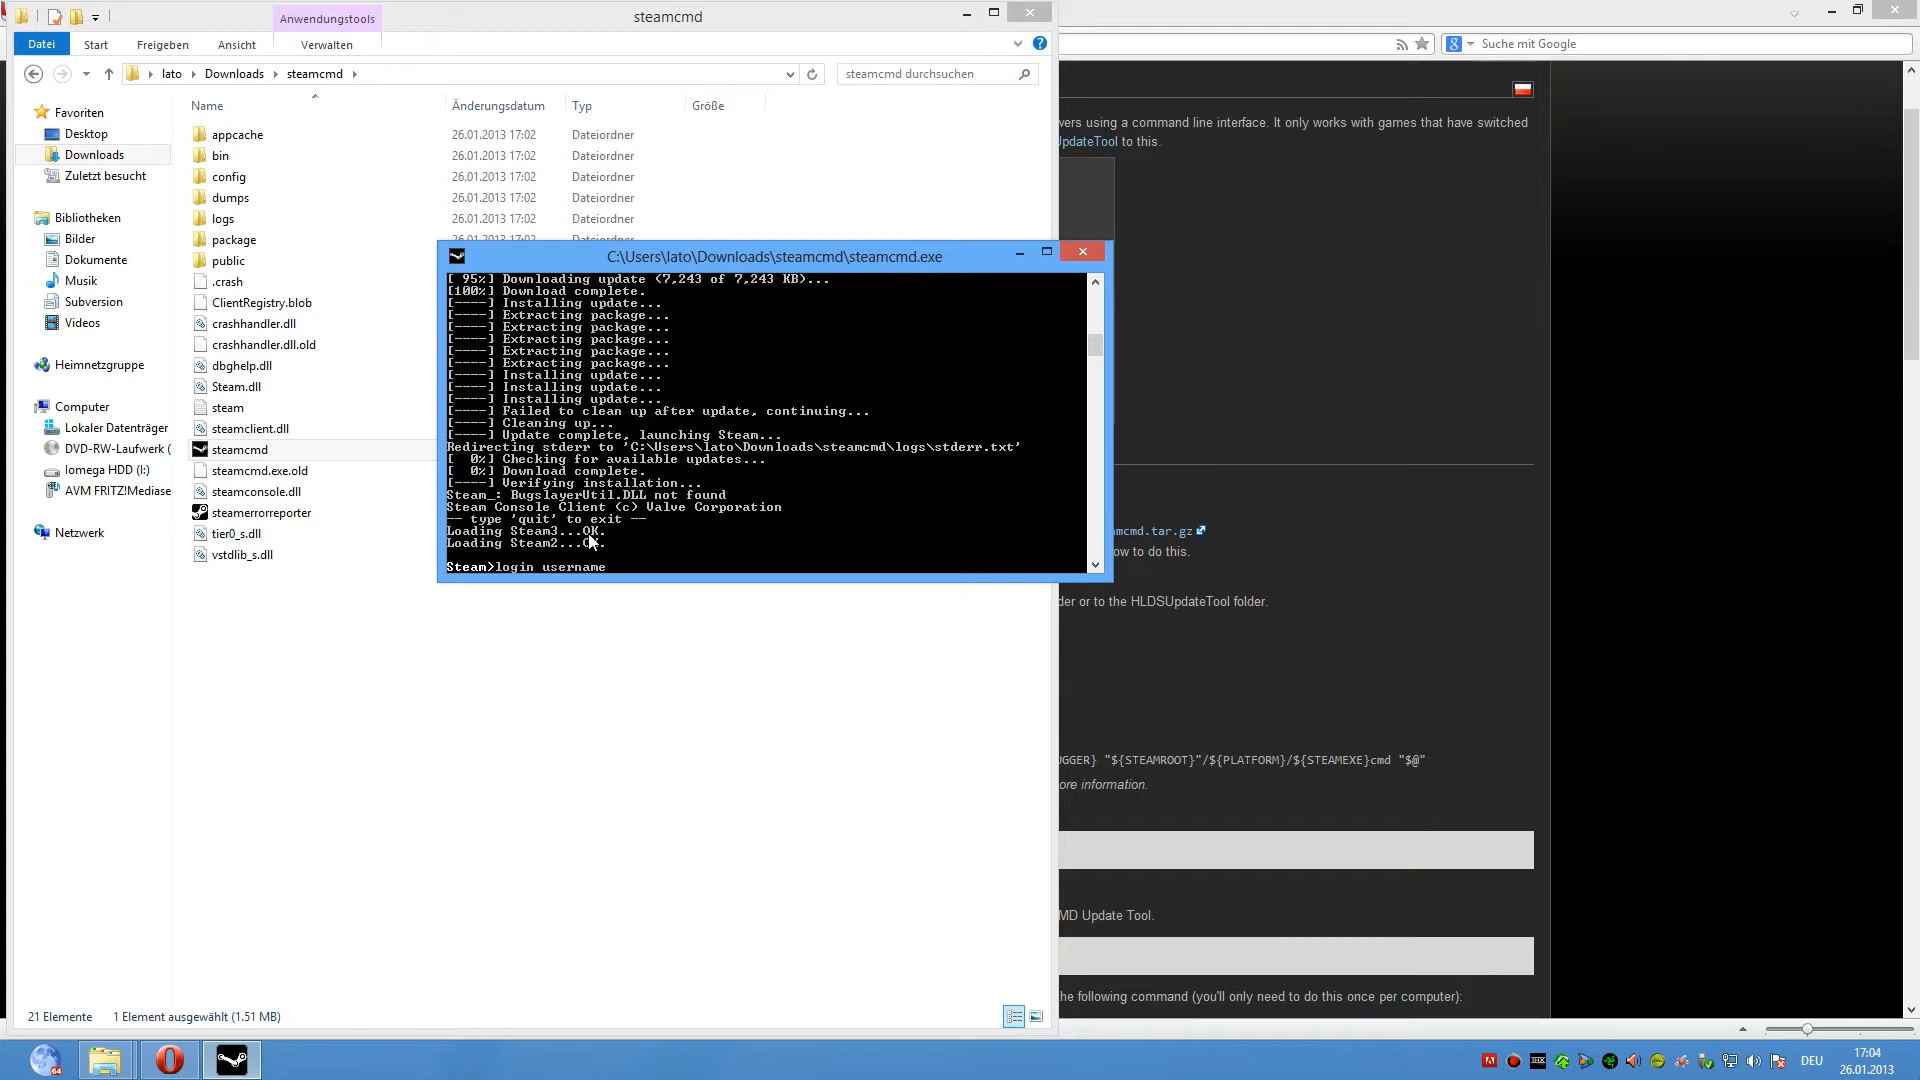 Anwendungstools
steamcmd
Datei
Start
Freigeben
Ansicht
Verwalten
lato
Downloads
steamcmd
steamcmd durchsuchen
Suche mit Google
Favoriten
Desktop
Downloads
Zuletzt besucht
Bibliotheken
Bilder
Dokumente
Musik
Subversion
Videos
Heimnetzgruppe
Computer
Lokaler Datenträger
DVD-RW-Laufwerk (
Iomega HDD (I:)
AVM FRITZ!Mediase
Netzwerk
Name Änderungsdatum Typ Größe
appcache 26.01.2013 17:02 Dateiordner
bin 26.01.2013 17:02 Dateiordner
config 26.01.2013 17:02 Dateiordner
dumps 26.01.2013 17:02 Dateiordner
logs 26.01.2013 17:02 Dateiordner
package 26.01.2013 17:02 Dateiordner
public
.crash
ClientRegistry.blob
crashhandler.dll
crashhandler.dll.old
dbghelp.dll
Steam.dll
steam
steamclient.dll
steamcmd
steamcmd.exe.old
steamconsole.dll
steamerrorreporter
tier0_s.dll
vstdlib_s.dll
C:\Users\lato\Downloads\steamcmd\steamcmd.exe
[ 95%] Downloading update (7,243 of 7,243 KB)...
[100%] Download complete.
[----] Installing update...
[----] Extracting package...
[----] Extracting package...
[----] Extracting package...
[----] Extracting package...
[----] Extracting package...
[----] Installing update...
[----] Installing update...
[----] Installing update...
[----] Failed to clean up after update, continuing...
[----] Cleaning up...
[----] Update complete, launching Steam...
Redirecting stderr to 'C:\Users\lato\Downloads\steamcmd\logs\stderr.txt'
[  0%] Checking for available updates...
[  0%] Download complete.
[----] Verifying installation...
Steam_: BugslayerUtil.DLL not found
Steam Console Client (c) Valve Corporation
-- type 'quit' to exit --
Loading Steam3...OK.
Loading Steam2...OK.
Steam>login username
vers using a command line interface. It only works with games that have switched
UpdateTool to this.
mcmd.tar.gz
ow to do this.
der or to the HLDSUpdateTool folder.
UGGER} "${STEAMROOT}"/${PLATFORM}/${STEAMEXE}cmd "$@"
ore information.
MD Update Tool.
he following command (you'll only need to do this once per computer):
21 Elemente
1 Element ausgewählt (1.51 MB)
64
DEU
17:04
26.01.2013